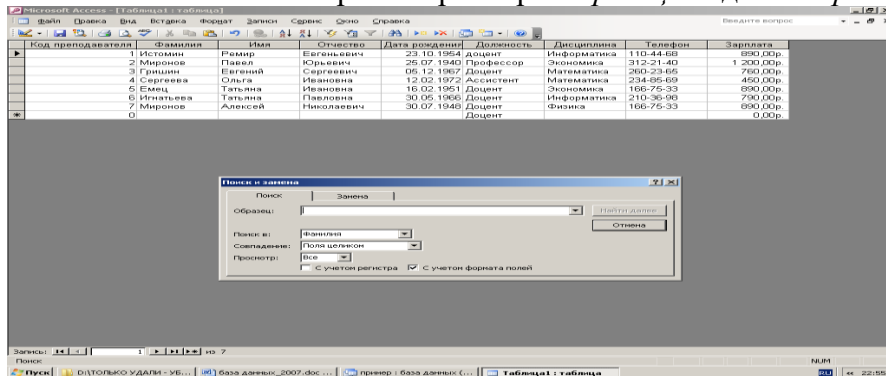 Microsoft Access - [Таблица1 : таблица]
Файл Правка Вид Вставка Формат Записи Сервис Окно Справка Введите вопрос
Код преподавателя Фамилия Имя Отчество Дата рождения Должность Дисциплина Телефон Зарплата
1 Истомин Ремир Евгеньевич 23.10.1954 доцент Информатика 110-44-68 890,00р.
2 Миронов Павел Юрьевич 25.07.1940 Профессор Экономика 312-21-40 1 200,00р.
3 Гришин Евгений Сергеевич 05.12.1967 Доцент Математика 260-23-65 760,00р.
4 Сергеева Ольга Ивановна 12.02.1972 Ассистент Математика 234-85-69 450,00р.
5 Емец Татьяна Ивановна 16.02.1951 Доцент Экономика 166-75-33 890,00р.
6 Игнатьева Татьяна Павловна 30.05.1966 Доцент Информатика 210-36-98 790,00р.
7 Миронов Алексей Николаевич 30.07.1948 Доцент Физика 166-75-33 890,00р.
0 Доцент 0,00р.
Поиск и замена
Поиск Замена
Образец: Найти далее
Отмена
Поиск в: Фамилия
Совпадение: Поля целиком
Просмотр: Все
С учетом регистра С учетом формата полей
Запись: 1 из 7
Поиск NUM
Пуск D:\ТОЛЬКО УДАЛИ - УБ... база данных_2007.doc ... пример : база данных (... Таблица1 : таблица RU 22:55